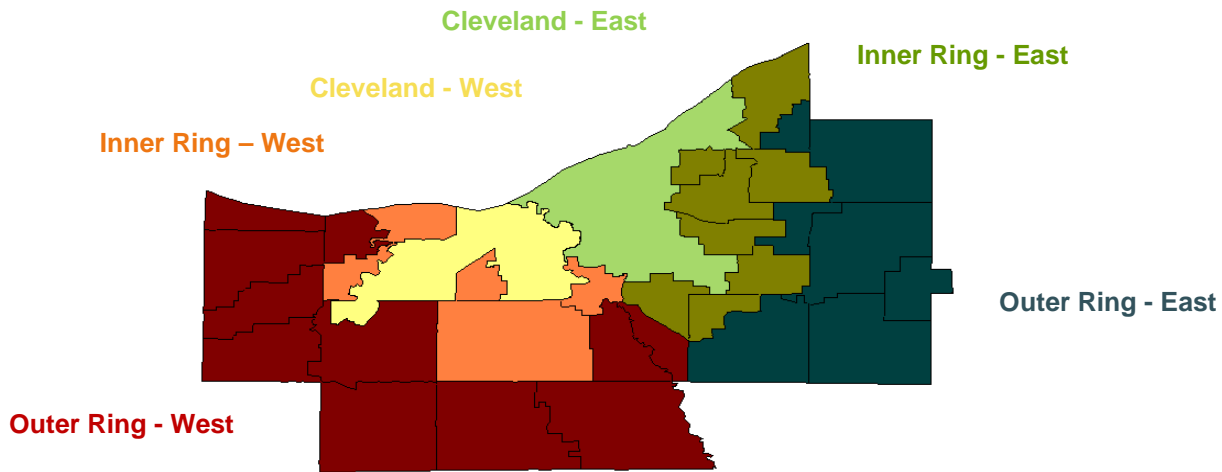 Cleveland - East
Inner Ring - East
Cleveland - West
Inner Ring – West
Outer Ring - East
Outer Ring - West